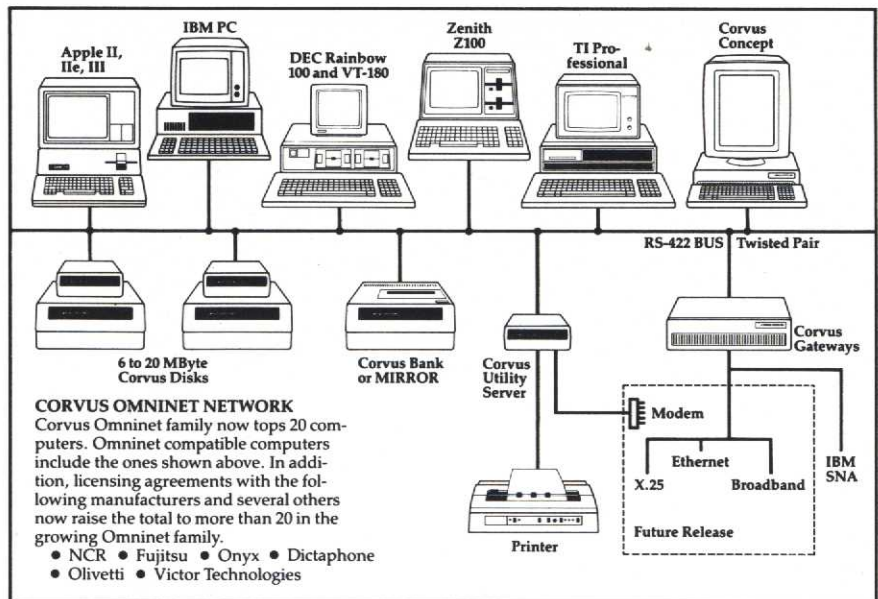 Apple II,
IIe, III
IBM PC
DEC Rainbow
100 and VT-180
Zenith
Z100
TI Pro-
fessional
Corvus
Concept
RS-422 BUS Twisted Pair
6 to 20 MByte
Corvus Disks
Corvus Bank
or MIRROR
Corvus
Utility
Server
Corvus
Gateways
Modem
Ethernet
X.25
Broadband
IBM
SNA
Future Release
Printer
CORVUS OMNINET NETWORK
Corvus Omninet family now tops 20 com-
puters. Omninet compatible computers
include the ones shown above. In addi-
tion, licensing agreements with the fol-
lowing manufacturers and several others
now raise the total to more than 20 in the
growing Omninet family.
● NCR ● Fujitsu ● Onyx ● Dictaphone
● Olivetti ● Victor Technologies